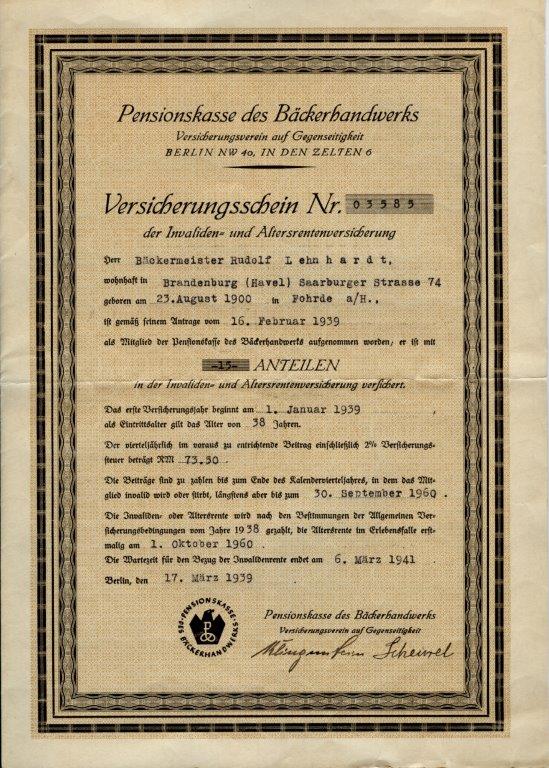 Pensionskasse des Bäckerhandwerks
Versicherungsverein auf Gegenseitigkeit
BERLIN NW 40, IN DEN ZELTEN 6
Versicherungsschein Nr. 03585
der Invaliden- und Altersrentenversicherung
Herr Bäckermeister Rudolf Lehnhardt,
wohnhaft in Brandenburg (Havel) Saarburger Strasse 74
geboren am 23.August 1900 in Fohrde a/H.,
ist gemäß seinem Antrage vom 16. Februar 1939
als Mitglied der Pensionskasse des Bäckerhandwerks aufgenommen worden; er ist mit
-15- ANTEILEN
in der Invaliden- und Altersrentenversicherung versichert.
Das erste Versicherungsjahr beginnt am 1. Januar 1939 ,
als Eintrittsalter gilt das Alter von 38 Jahren.
Der vierteljährlich im voraus zu entrichtende Beitrag einschließlich 2% Versicherungs-
steuer beträgt RM 73.50 .
Die Beiträge sind zu zahlen bis zum Ende des Kalendervierteljahres, in dem das Mit-
glied invalid wird oder stirbt, längstens aber bis zum 30. September 1960 .
Die Invaliden- oder Altersrente wird nach den Bestimmungen der Allgemeinen Ver-
sicherungsbedingungen vom Jahre 1938 gezahlt, die Altersrente im Erlebensfalle erst-
malig am 1. Oktober 1960 .
Die Wartezeit für den Bezug der Invalidenrente endet am 6. März 1941
Berlin, den 17. März 1939
PENSIONSKASSE DES BÄCKERHANDWERKS
Pensionskasse des Bäckerhandwerks
Versicherungsverein auf Gegenseitigkeit